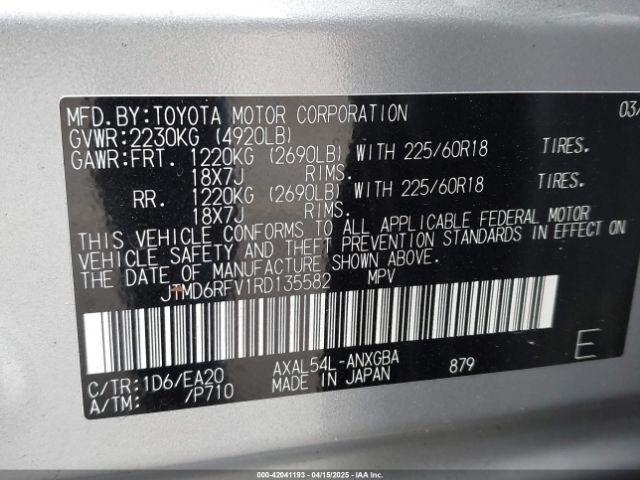 MFD.BY:TOYOTA MOTOR CORPORATION 03/
GVWR:2230KG (4920LB)
GAWR:FRT. 1220KG (2690LB) WITH 225/60R18 TIRES.
18X7J RIMS.
RR. 1220KG (2690LB) WITH 225/60R18 TIRES.
18X7J RIMS.
THIS VEHICLE CONFORMS TO ALL APPLICABLE FEDERAL MOTOR
VEHICLE SAFETY AND THEFT PREVENTION STANDARDS IN EFFECT ON
THE DATE OF MANUFACTURE SHOWN ABOVE.
JTMD6RFV1RD135582 MPV
C/TR:1D6/EA20 AXAL54L-ANXGBA 879 E
A/TM: /P710 MADE IN JAPAN
000-42041193 - 04/15/2025 - IAAI, Inc.